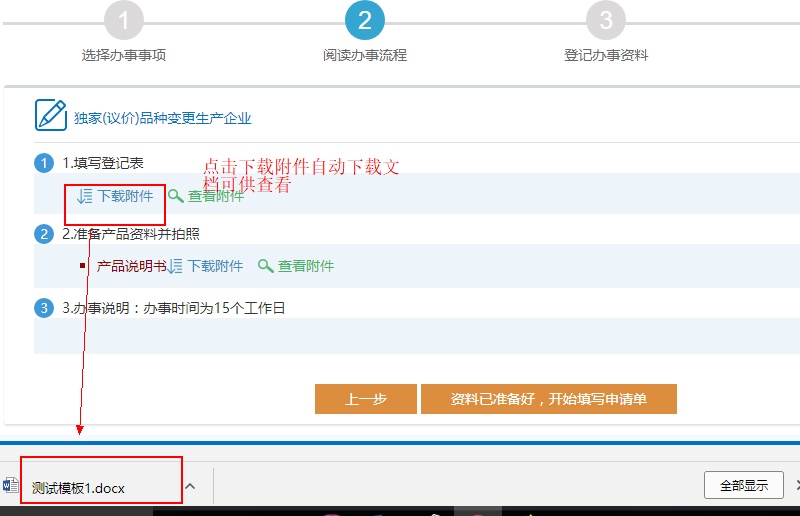 1 2 3
选择办事事项 阅读办事流程 登记办事资料
独家(议价)品种变更生产企业
1 1.填写登记表
点击下载附件自动下载文
档可供查看
下载附件 查看附件
2 2.准备产品资料并拍照
产品说明书 下载附件 查看附件
3 3.办事说明：办事时间为15个工作日
上一步 资料已准备好，开始填写申请单
测试模板1.docx 全部显示